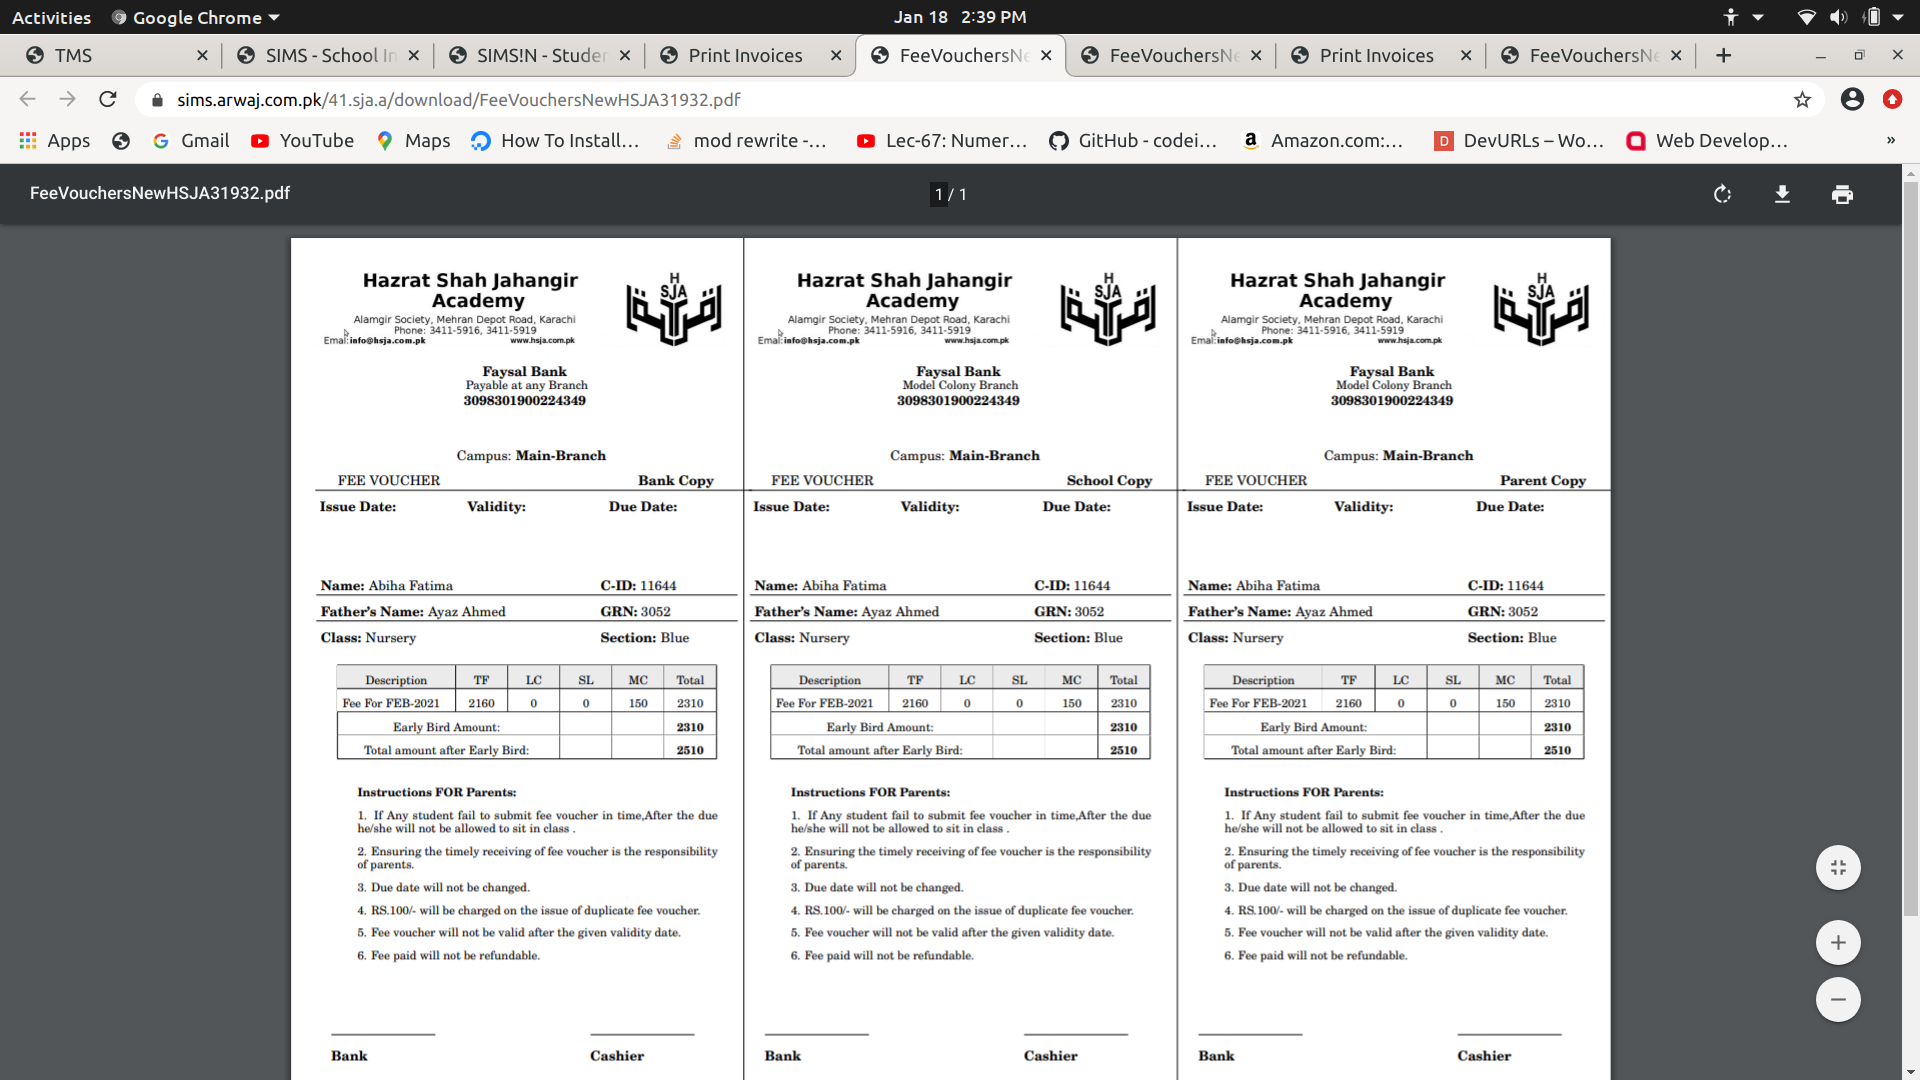 Activities Google Chrome Jan 18 2:39 PM
TMS SIMS - School In SIMS!N - Studer Print Invoices FeeVouchersNe FeeVouchersNe Print Invoices FeeVouchersNe
sims.arwaj.com.pk/41.sja.a/download/FeeVouchersNewHSJA31932.pdf
Apps Gmail YouTube Maps How To Install... mod rewrite -... Lec-67: Numer... GitHub - codei... Amazon.com:... DevURLs – Wo... Web Develop... »
FeeVouchersNewHSJA31932.pdf 1 / 1
Hazrat Shah Jahangir
Academy
Alamgir Society, Mehran Depot Road, Karachi
Phone: 3411-5916, 3411-5919
Emal:info@hsja.com.pk www.hsja.com.pk
H
SJA
Faysal Bank
Payable at any Branch
3098301900224349
Campus: Main-Branch
FEE VOUCHER Bank Copy
Issue Date: Validity: Due Date:
Name: Abiha Fatima C-ID: 11644
Father's Name: Ayaz Ahmed GRN: 3052
Class: Nursery Section: Blue
Description TF LC SL MC Total
Fee For FEB-2021 2160 0 0 150 2310
Early Bird Amount: 2310
Total amount after Early Bird: 2510
Instructions FOR Parents:
1. If Any student fail to submit fee voucher in time,After the due
he/she will not be allowed to sit in class .
2. Ensuring the timely receiving of fee voucher is the responsibility
of parents.
3. Due date will not be changed.
4. RS.100/- will be charged on the issue of duplicate fee voucher.
5. Fee voucher will not be valid after the given validity date.
6. Fee paid will not be refundable.
Bank Cashier
Hazrat Shah Jahangir
Academy
Alamgir Society, Mehran Depot Road, Karachi
Phone: 3411-5916, 3411-5919
Emal:info@hsja.com.pk www.hsja.com.pk
H
SJA
Faysal Bank
Model Colony Branch
3098301900224349
Campus: Main-Branch
FEE VOUCHER School Copy
Issue Date: Validity: Due Date:
Name: Abiha Fatima C-ID: 11644
Father's Name: Ayaz Ahmed GRN: 3052
Class: Nursery Section: Blue
Description TF LC SL MC Total
Fee For FEB-2021 2160 0 0 150 2310
Early Bird Amount: 2310
Total amount after Early Bird: 2510
Instructions FOR Parents:
1. If Any student fail to submit fee voucher in time,After the due
he/she will not be allowed to sit in class .
2. Ensuring the timely receiving of fee voucher is the responsibility
of parents.
3. Due date will not be changed.
4. RS.100/- will be charged on the issue of duplicate fee voucher.
5. Fee voucher will not be valid after the given validity date.
6. Fee paid will not be refundable.
Bank Cashier
Hazrat Shah Jahangir
Academy
Alamgir Society, Mehran Depot Road, Karachi
Phone: 3411-5916, 3411-5919
Emal:info@hsja.com.pk www.hsja.com.pk
H
SJA
Faysal Bank
Model Colony Branch
3098301900224349
Campus: Main-Branch
FEE VOUCHER Parent Copy
Issue Date: Validity: Due Date:
Name: Abiha Fatima C-ID: 11644
Father's Name: Ayaz Ahmed GRN: 3052
Class: Nursery Section: Blue
Description TF LC SL MC Total
Fee For FEB-2021 2160 0 0 150 2310
Early Bird Amount: 2310
Total amount after Early Bird: 2510
Instructions FOR Parents:
1. If Any student fail to submit fee voucher in time,After the due
he/she will not be allowed to sit in class .
2. Ensuring the timely receiving of fee voucher is the responsibility
of parents.
3. Due date will not be changed.
4. RS.100/- will be charged on the issue of duplicate fee voucher.
5. Fee voucher will not be valid after the given validity date.
6. Fee paid will not be refundable.
Bank Cashier